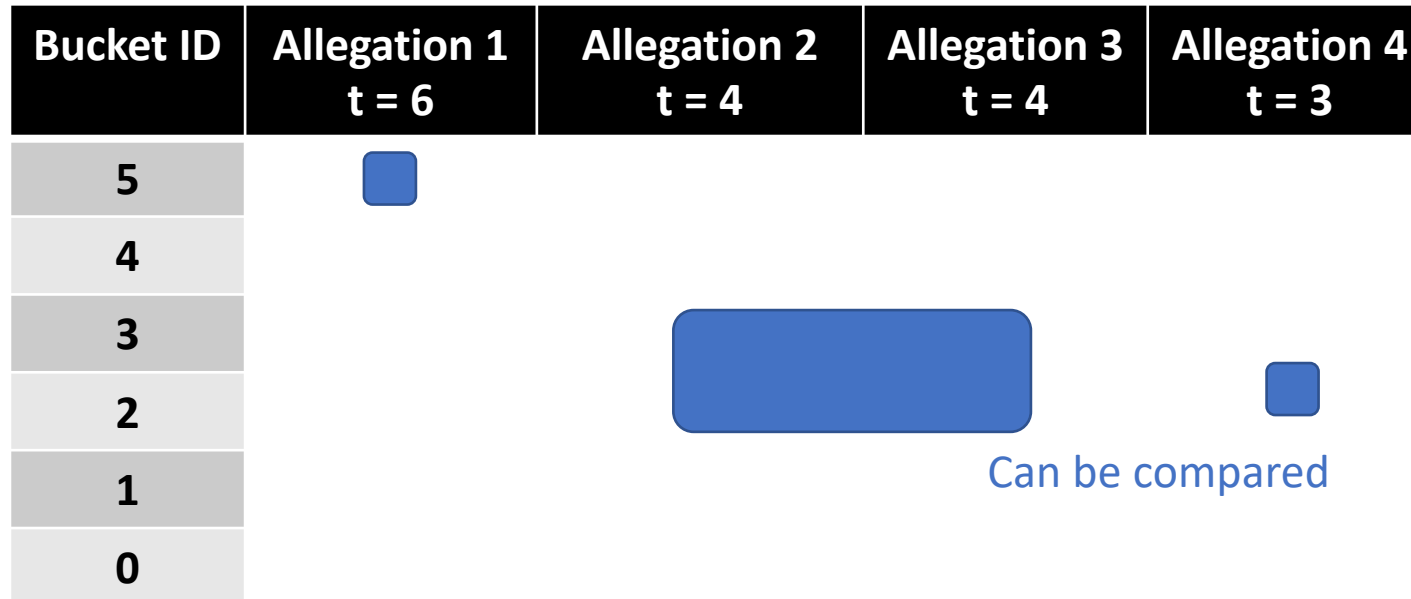 Bucket ID
Allegation 1
t = 6
Allegation 2
t = 4
Allegation 3
t = 4
Allegation 4
t = 3
5
4
3
2
Can be compared
1
0